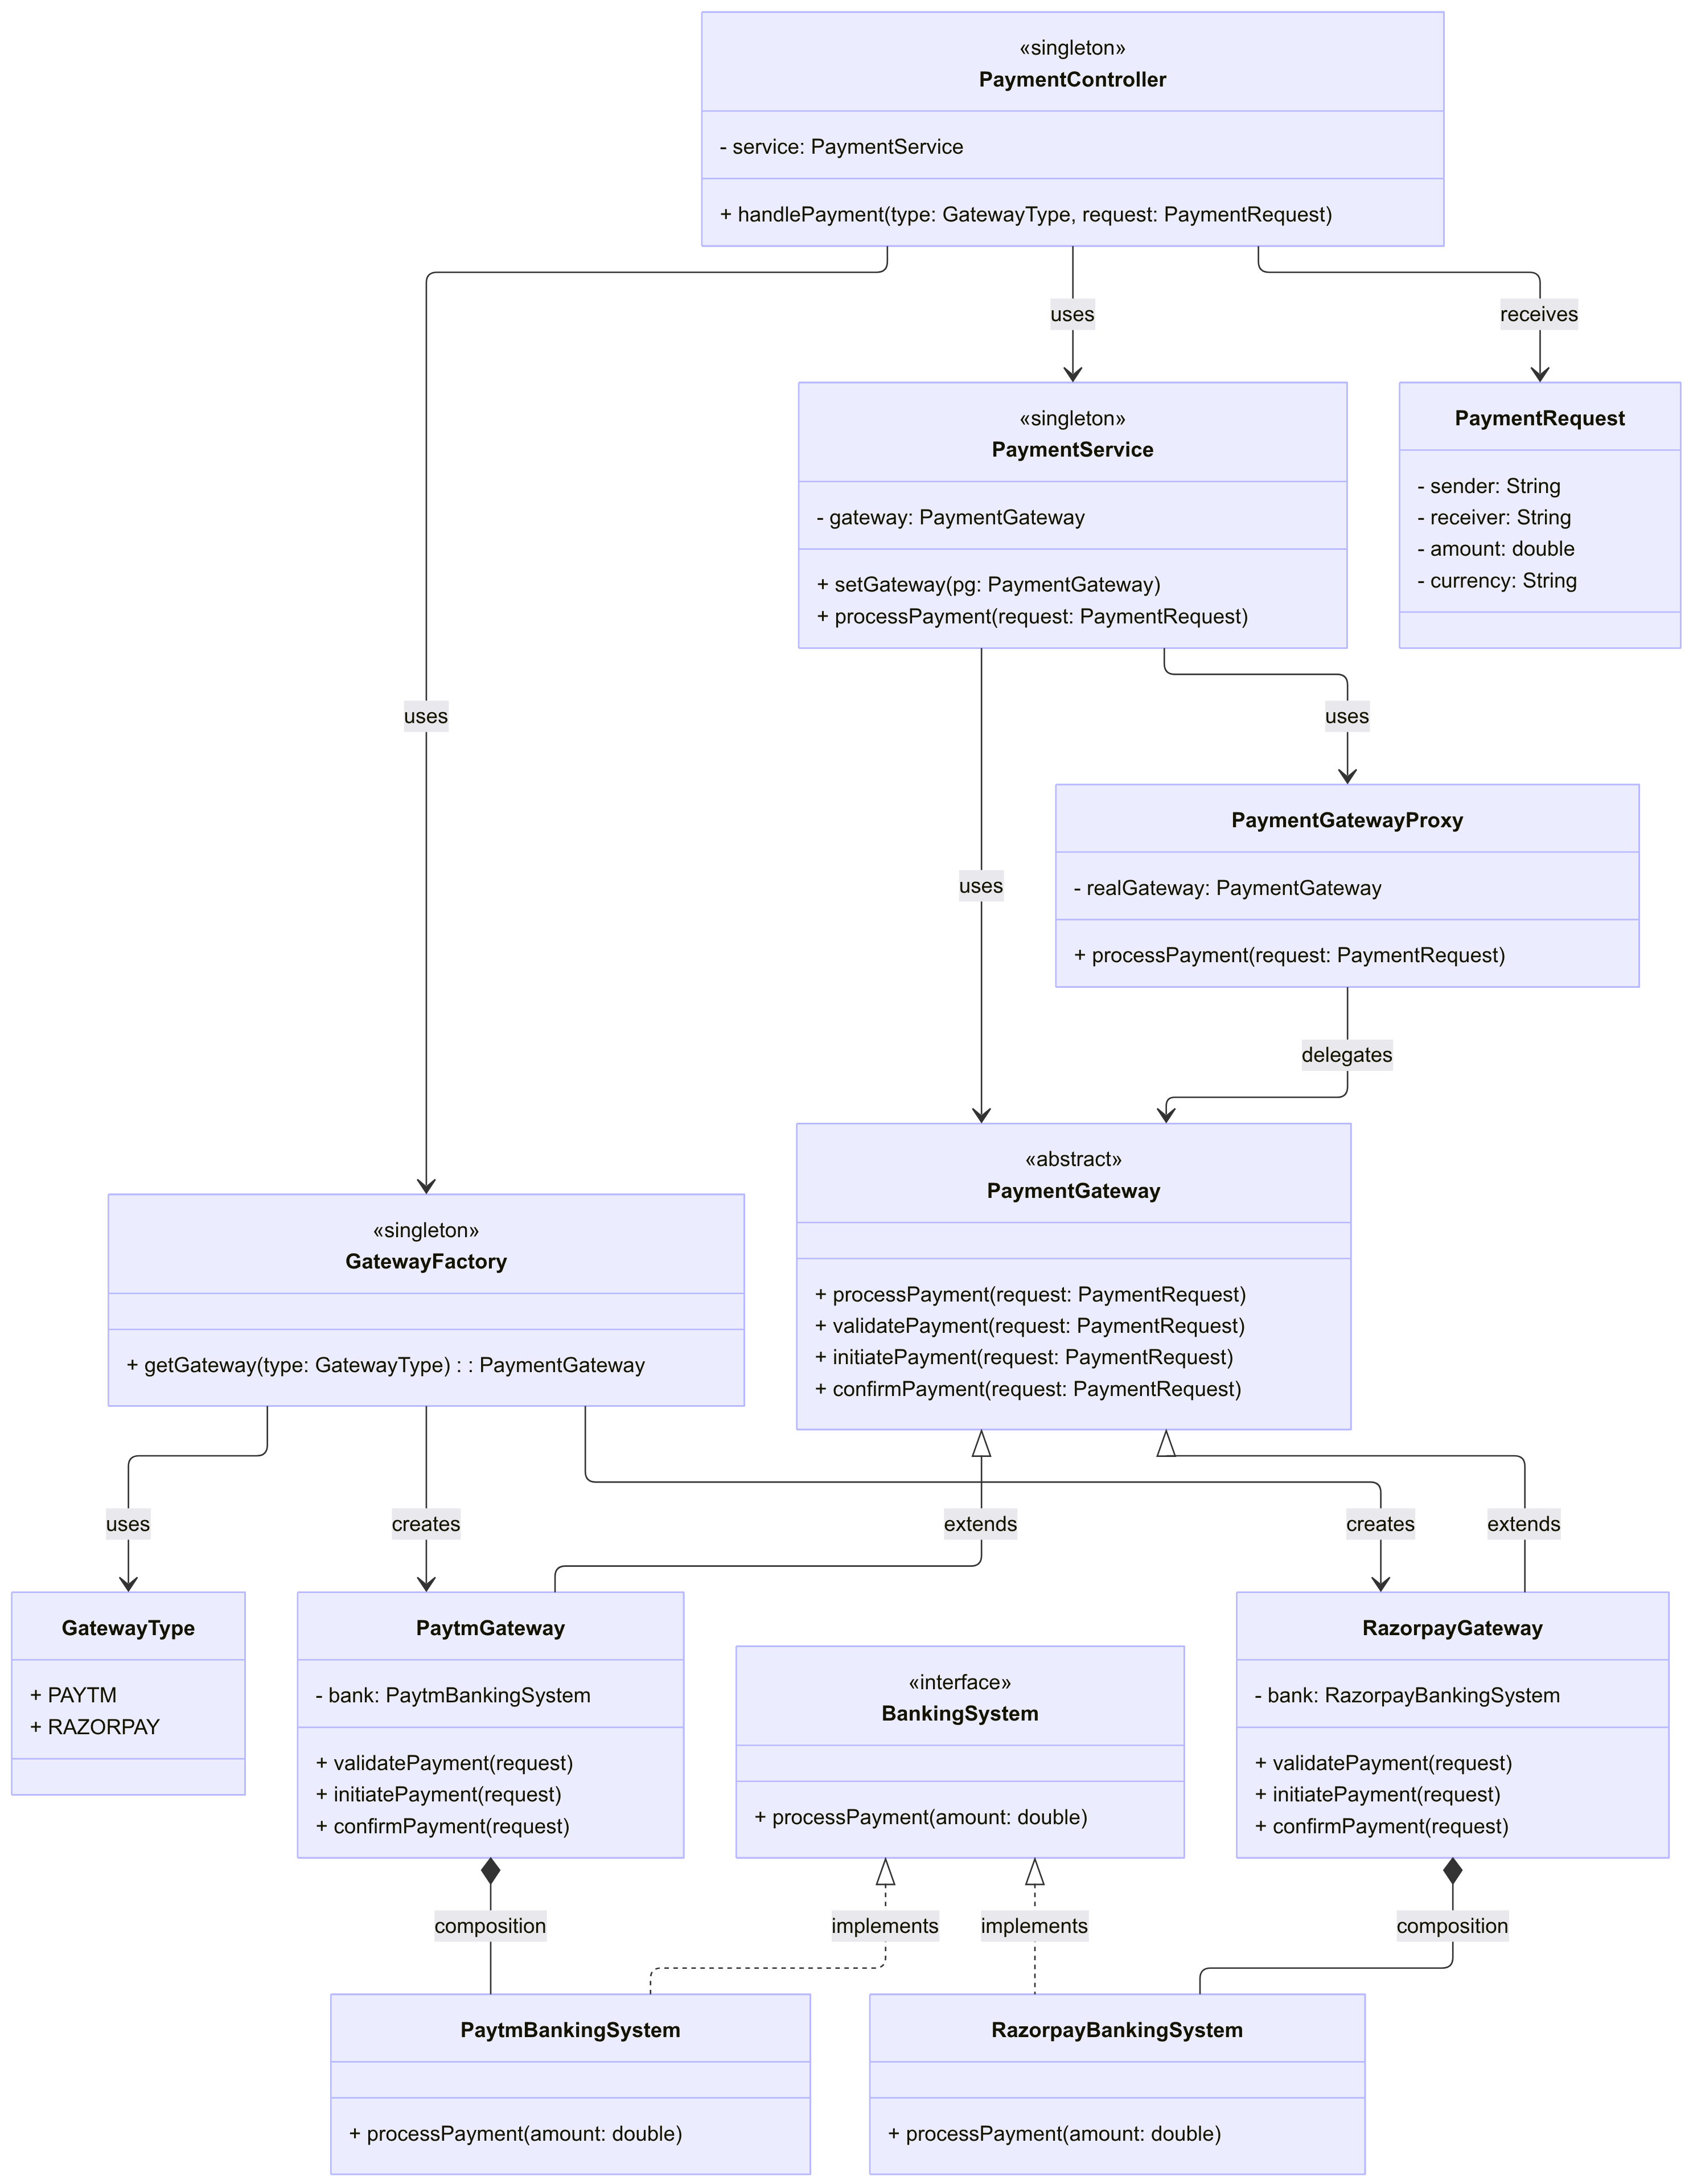 «singleton»
PaymentController
- service: PaymentService
+ handlePayment(type: GatewayType, request: PaymentRequest)
uses
receives
«singleton»
PaymentService
- gateway: PaymentGateway
+ setGateway(pg: PaymentGateway)
+ processPayment(request: PaymentRequest)
PaymentRequest
- sender: String
- receiver: String
- amount: double
- currency: String
uses
uses
PaymentGatewayProxy
- realGateway: PaymentGateway
+ processPayment(request: PaymentRequest)
uses
delegates
«abstract»
PaymentGateway
+ processPayment(request: PaymentRequest)
+ validatePayment(request: PaymentRequest)
+ initiatePayment(request: PaymentRequest)
+ confirmPayment(request: PaymentRequest)
«singleton»
GatewayFactory
+ getGateway(type: GatewayType) : : PaymentGateway
uses
creates
extends
creates
extends
GatewayType
+ PAYTM
+ RAZORPAY
PaytmGateway
- bank: PaytmBankingSystem
+ validatePayment(request)
+ initiatePayment(request)
+ confirmPayment(request)
«interface»
BankingSystem
+ processPayment(amount: double)
RazorpayGateway
- bank: RazorpayBankingSystem
+ validatePayment(request)
+ initiatePayment(request)
+ confirmPayment(request)
composition
implements
implements
composition
PaytmBankingSystem
+ processPayment(amount: double)
RazorpayBankingSystem
+ processPayment(amount: double)